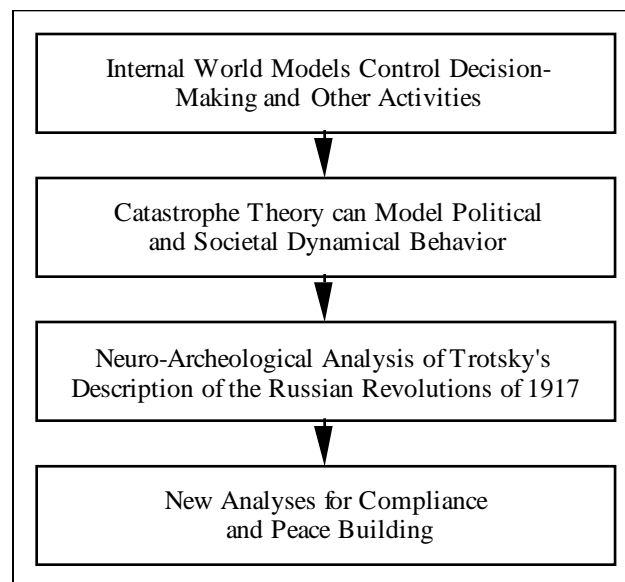 Internal World Models Control Decision-
Making and Other Activities
Catastrophe Theory can Model Political
and Societal Dynamical Behavior
Neuro-Archeological Analysis of Trotsky's
Description of the Russian Revolutions of 1917
New Analyses for Compliance
and Peace Building